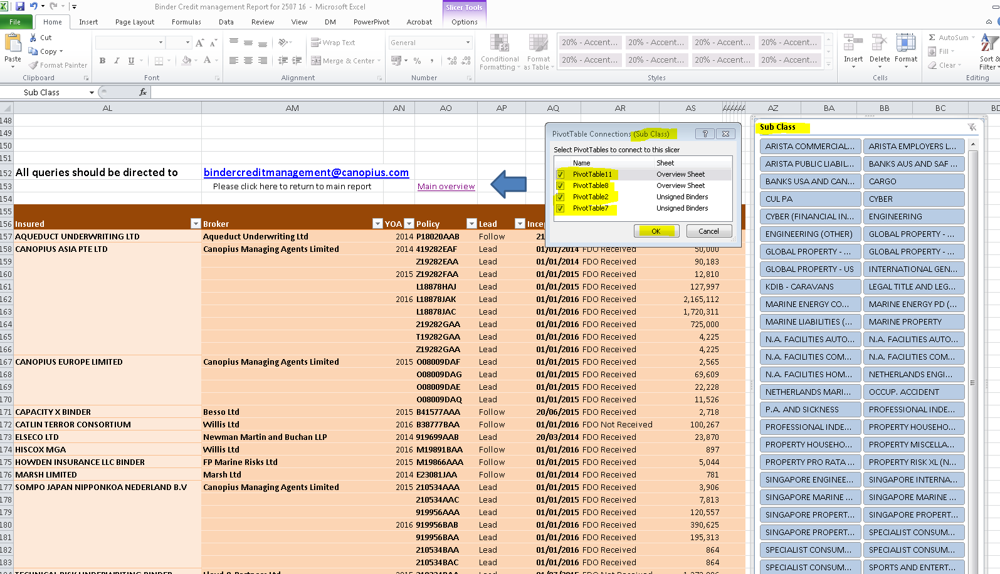 Binder Credit management Report for 2507 16 - Microsoft Excel
Slicer Tools
File Home Insert Page Layout Formulas Data Review View DM PowerPivot Acrobat Options
Paste
Cut
Copy
Format Painter
Clipboard
B I U A
Font
Wrap Text
Merge & Center
Alignment
General
%
Number
Conditional Formatting
Format as Table
20% - Accent... 20% - Accent... 20% - Accent... 20% - Accent...
20% - Accent... 20% - Accent... 20% - Accent... 20% - Accent...
Styles
Insert Delete Format
Cells
Σ AutoSum
Fill
Clear
Sort & Filter
Editing
Sub Class fx
AL AM AN AO AP AQ AR AS AZ BA BB BC BD
148
149
150
151
152 All queries should be directed to bindercreditmanagement@canopius.com
153 Please click here to return to main report Main overview
154
155
156 Insured Broker YOA Policy Lead Incep
157 AQUEDUCT UNDERWRITING LTD Aqueduct Underwriting Ltd 2014 P18020AAB Follow 21
158 CANOPIUS ASIA PTE LTD Canopius Managing Agents Limited 2014 419282EAF Lead 01/01/2014 FDO Received 50,000
159 Z19282EAA Lead 01/01/2014 FDO Received 90,183
160 2015 Z19282FAA Lead 01/01/2015 FDO Received 12,810
161 L18878HAJ Lead 01/01/2015 FDO Received 127,997
162 2016 L18878JAK Lead 01/01/2016 FDO Received 2,165,112
163 L18878JAC Lead 01/01/2016 FDO Received 1,720,311
164 219282GAA Lead 01/01/2016 FDO Received 725,000
165 T19282GAA Lead 01/01/2016 FDO Received 4,225
166 Z19282GAA Lead 01/01/2016 FDO Received 4,225
167 CANOPIUS EUROPE LIMITED Canopius Managing Agents Limited 2015 O08009DAF Lead 01/01/2015 FDO Received 2,565
168 O08009DAG Lead 01/01/2015 FDO Received 69,609
169 O08009DAE Lead 01/01/2015 FDO Received 22,228
170 O08009DAQ Lead 01/01/2015 FDO Received 11,526
171 CAPACITY X BINDER Besso Ltd 2015 B41577AAA Follow 20/06/2015 FDO Received 2,718
172 CATLIN TERROR CONSORTIUM Willis Ltd 2016 B38777BAA Follow 01/01/2016 FDO Not Received 100,267
173 ELSECO LTD Newman Martin and Buchan LLP 2014 919699AAB Lead 20/03/2014 FDO Received 23,870
174 HISCOX MGA Willis Ltd 2016 M19891BAA Follow 01/01/2016 FDO Received 897
175 HOWDEN INSURANCE LLC BINDER FP Marine Risks Ltd 2015 M19866AAA Follow 01/01/2015 FDO Received 5,044
176 MARSH LIMITED Marsh Ltd 2014 E23081JAA Follow 01/01/2014 FDO Received 781
177 SOMPO JAPAN NIPPONKOA NEDERLAND B.V Canopius Managing Agents Limited 2015 210534AAA Lead 01/01/2015 FDO Received 3,906
178 210534AAC Lead 01/01/2015 FDO Received 7,813
179 919956AAA Lead 01/01/2015 FDO Received 120,557
180 2016 919956BAB Lead 01/01/2016 FDO Received 390,625
181 919956BAA Lead 01/01/2016 FDO Received 195,313
182 210534BAA Lead 01/01/2016 FDO Received 864
183 210534BAC Lead 01/01/2016 FDO Received 864
PivotTable Connections (Sub Class)
Select PivotTables to connect to this slicer
Name Sheet
PivotTable11 Overview Sheet
PivotTable8 Overview Sheet
PivotTable2 Unsigned Binders
PivotTable7 Unsigned Binders
OK Cancel
Sub Class
ARISTA COMMERCIAL... ARISTA EMPLOYERS L...
ARISTA PUBLIC LIABIL... BANKS AUS AND SAF ...
BANKS USA AND CAN... CARGO
CUL PA CYBER
CYBER (FINANCIAL IN... ENGINEERING
ENGINEERING (OTHER) GLOBAL PROPERTY - ...
GLOBAL PROPERTY - ... GLOBAL PROPERTY - ...
GLOBAL PROPERTY - US INTERNATIONAL GEN...
KDIB - CARAVANS LEGAL TITLE AND LEG...
MARINE ENERGY CO... MARINE ENERGY PD (...
MARINE LIABILITIES (... MARINE PROPERTY
N.A. FACILITIES AUTO... N.A. FACILITIES AUTO...
N.A. FACILITIES COM... N.A. FACILITIES COM...
N.A. FACILITIES HOM... NETHERLANDS ENGI...
NETHERLANDS MARI... OCCUP. ACCIDENT
P.A. AND SICKNESS PROFESSIONAL INDE...
PROFESSIONAL INDE... PROPERTY HOUSEHO...
PROPERTY HOUSEHO... PROPERTY MISCELLA...
PROPERTY PRO RATA ... PROPERTY RISK XL (N...
SINGAPORE ENGINEE... SINGAPORE INTERNA...
SINGAPORE MARINE ... SINGAPORE MARINE ...
SINGAPORE PROPERT... SINGAPORE PROPERT...
SINGAPORE PROPERT... SPECIALIST CONSUM...
SPECIALIST CONSUM... SPECIALIST CONSUM...
SPECIALIST CONSUM... SPORTS AND ENTERT...